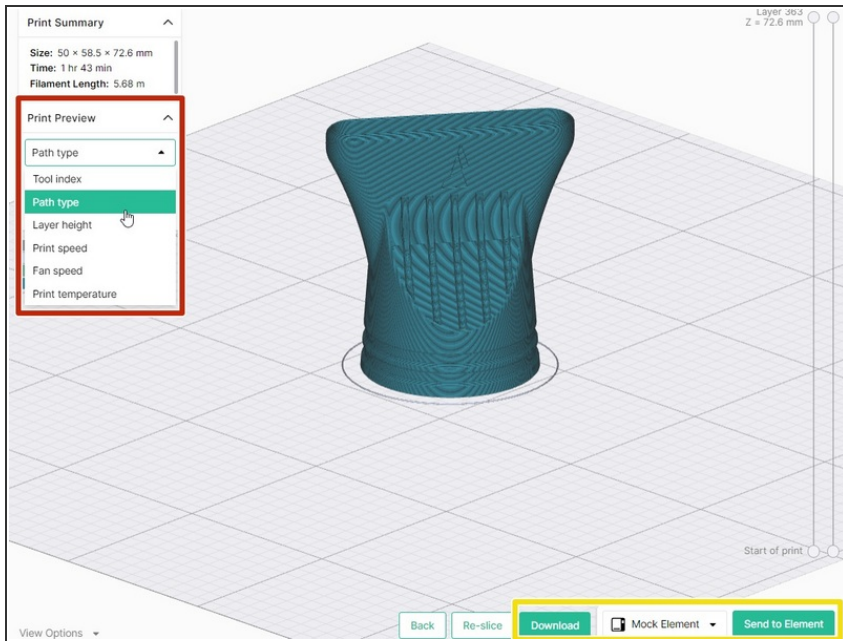 Print Summary
Size: 50 × 58.5 × 72.6 mm
Time: 1 hr 43 min
Filament Length: 5.68 m
Print Preview
Path type
Tool index
Path type
Layer height
Print speed
Fan speed
Print temperature
Layer 363
Z = 72.6 mm
Start of print
View Options
Back
Re-slice
Download
Mock Element
Send to Element